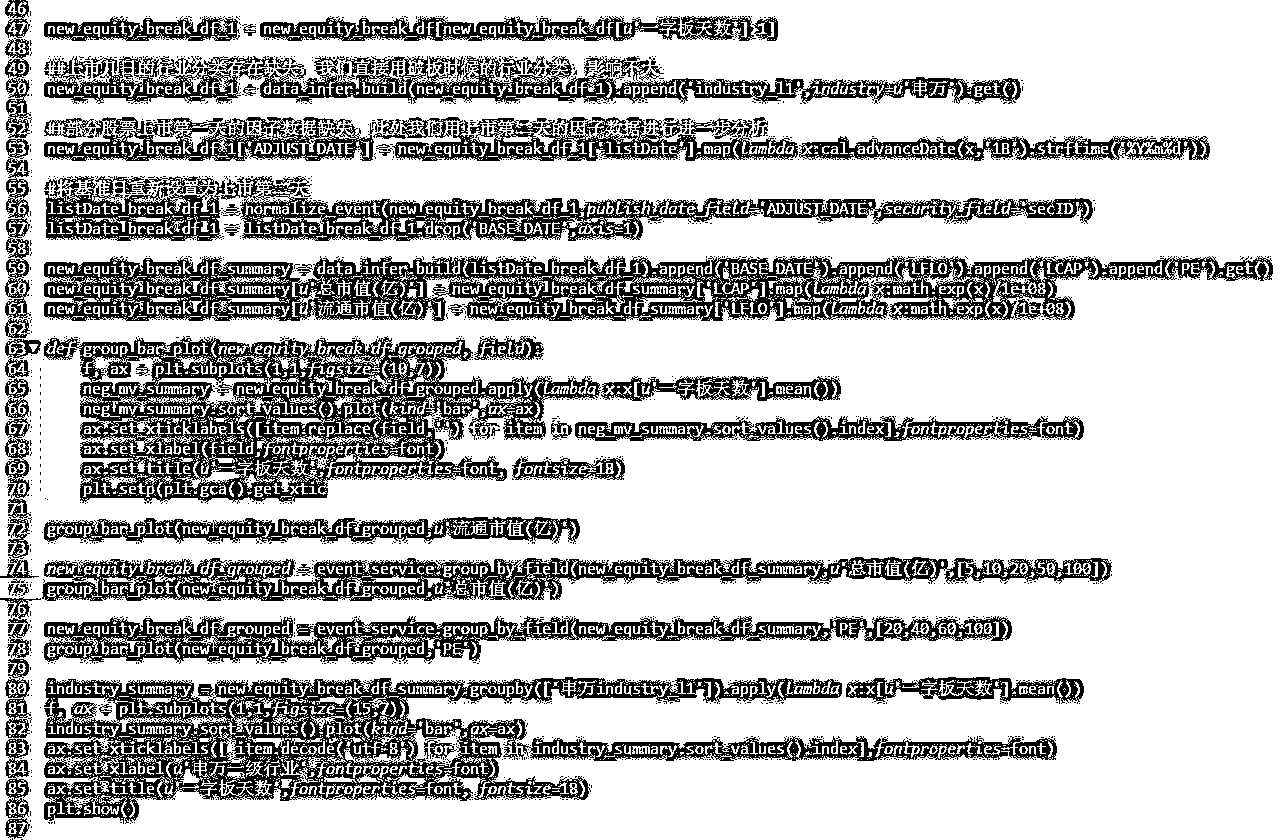 46
47 new_equity_break_df_1 = new_equity_break_df[new_equity_break_df[u'一字板天数']>1]
48
49 ##上市几日的行业分类存在缺失，我们直接用破板时候的行业分类，影响不大
50 new_equity_break_df_1 = data_infer.build(new_equity_break_df_1).append('industry_li',industry=u'申万').get()
51
52 ##部分股票上市第一天的因子数据缺失，此处我们用上市第二天的因子数据进行进一步分析
53 new_equity_break_df_1['ADJUST_DATE'] = new_equity_break_df_1['listDate'].map(lambda x:cal.advanceDate(x,'1B').strftime('%Y%m%d'))
54
55 #将基准日重新设置为上市第二天
56 listDate_break_df_1 = normalize_event(new_equity_break_df_1,publish_date_field='ADJUST_DATE',security_field='secID')
57 listDate_break_df_1 = listDate_break_df_1.drop('BASE_DATE',axis=1)
58
59 new_equity_break_df_summary = data_infer.build(listDate_break_df_1).append('BASE_DATE').append('LFLO').append('LCAP').append('PE').get()
60 new_equity_break_df_summary[u'总市值(亿)'] = new_equity_break_df_summary['LCAP'].map(lambda x:math.exp(x)/1e+08)
61 new_equity_break_df_summary[u'流通市值(亿)'] = new_equity_break_df_summary['LFLO'].map(lambda x:math.exp(x)/1e+08)
62
63 def group_bar_plot(new_equity_break_df_grouped, field):
64 f, ax = plt.subplots(1,1,figsize=(10,7))
65 neg_mv_summary = new_equity_break_df_grouped.apply(lambda x:x[u'一字板天数'].mean())
66 neg_mv_summary.sort_values().plot(kind='bar',ax=ax)
67 ax.set_xticklabels([item.replace(field,'') for item in neg_mv_summary.sort_values().index],fontproperties=font)
68 ax.set_xlabel(field,fontproperties=font)
69 ax.set_title(u'一字板天数',fontproperties=font, fontsize=18)
70 plt.setp(plt.gca().get_xtic
71
72 group_bar_plot(new_equity_break_df_grouped,u'流通市值(亿)')
73
74 new_equity_break_df_grouped = event_service.group_by_field(new_equity_break_df_summary,u'总市值(亿)',[5,10,20,50,100])
75 group_bar_plot(new_equity_break_df_grouped,u'总市值(亿)')
76
77 new_equity_break_df_grouped = event_service.group_by_field(new_equity_break_df_summary,'PE',[20,40,60,100])
78 group_bar_plot(new_equity_break_df_grouped,'PE')
79
80 industry_summary = new_equity_break_df_summary.groupby(['申万industry_li']).apply(lambda x:x[u'一字板天数'].mean())
81 f, ax = plt.subplots(1,1,figsize=(15,7))
82 industry_summary.sort_values().plot(kind='bar',ax=ax)
83 ax.set_xticklabels([ item.decode('utf-8') for item in industry_summary.sort_values().index],fontproperties=font)
84 ax.set_xlabel(u'申万一级行业',fontproperties=font)
85 ax.set_title(u'一字板天数',fontproperties=font, fontsize=18)
86 plt.show()
87